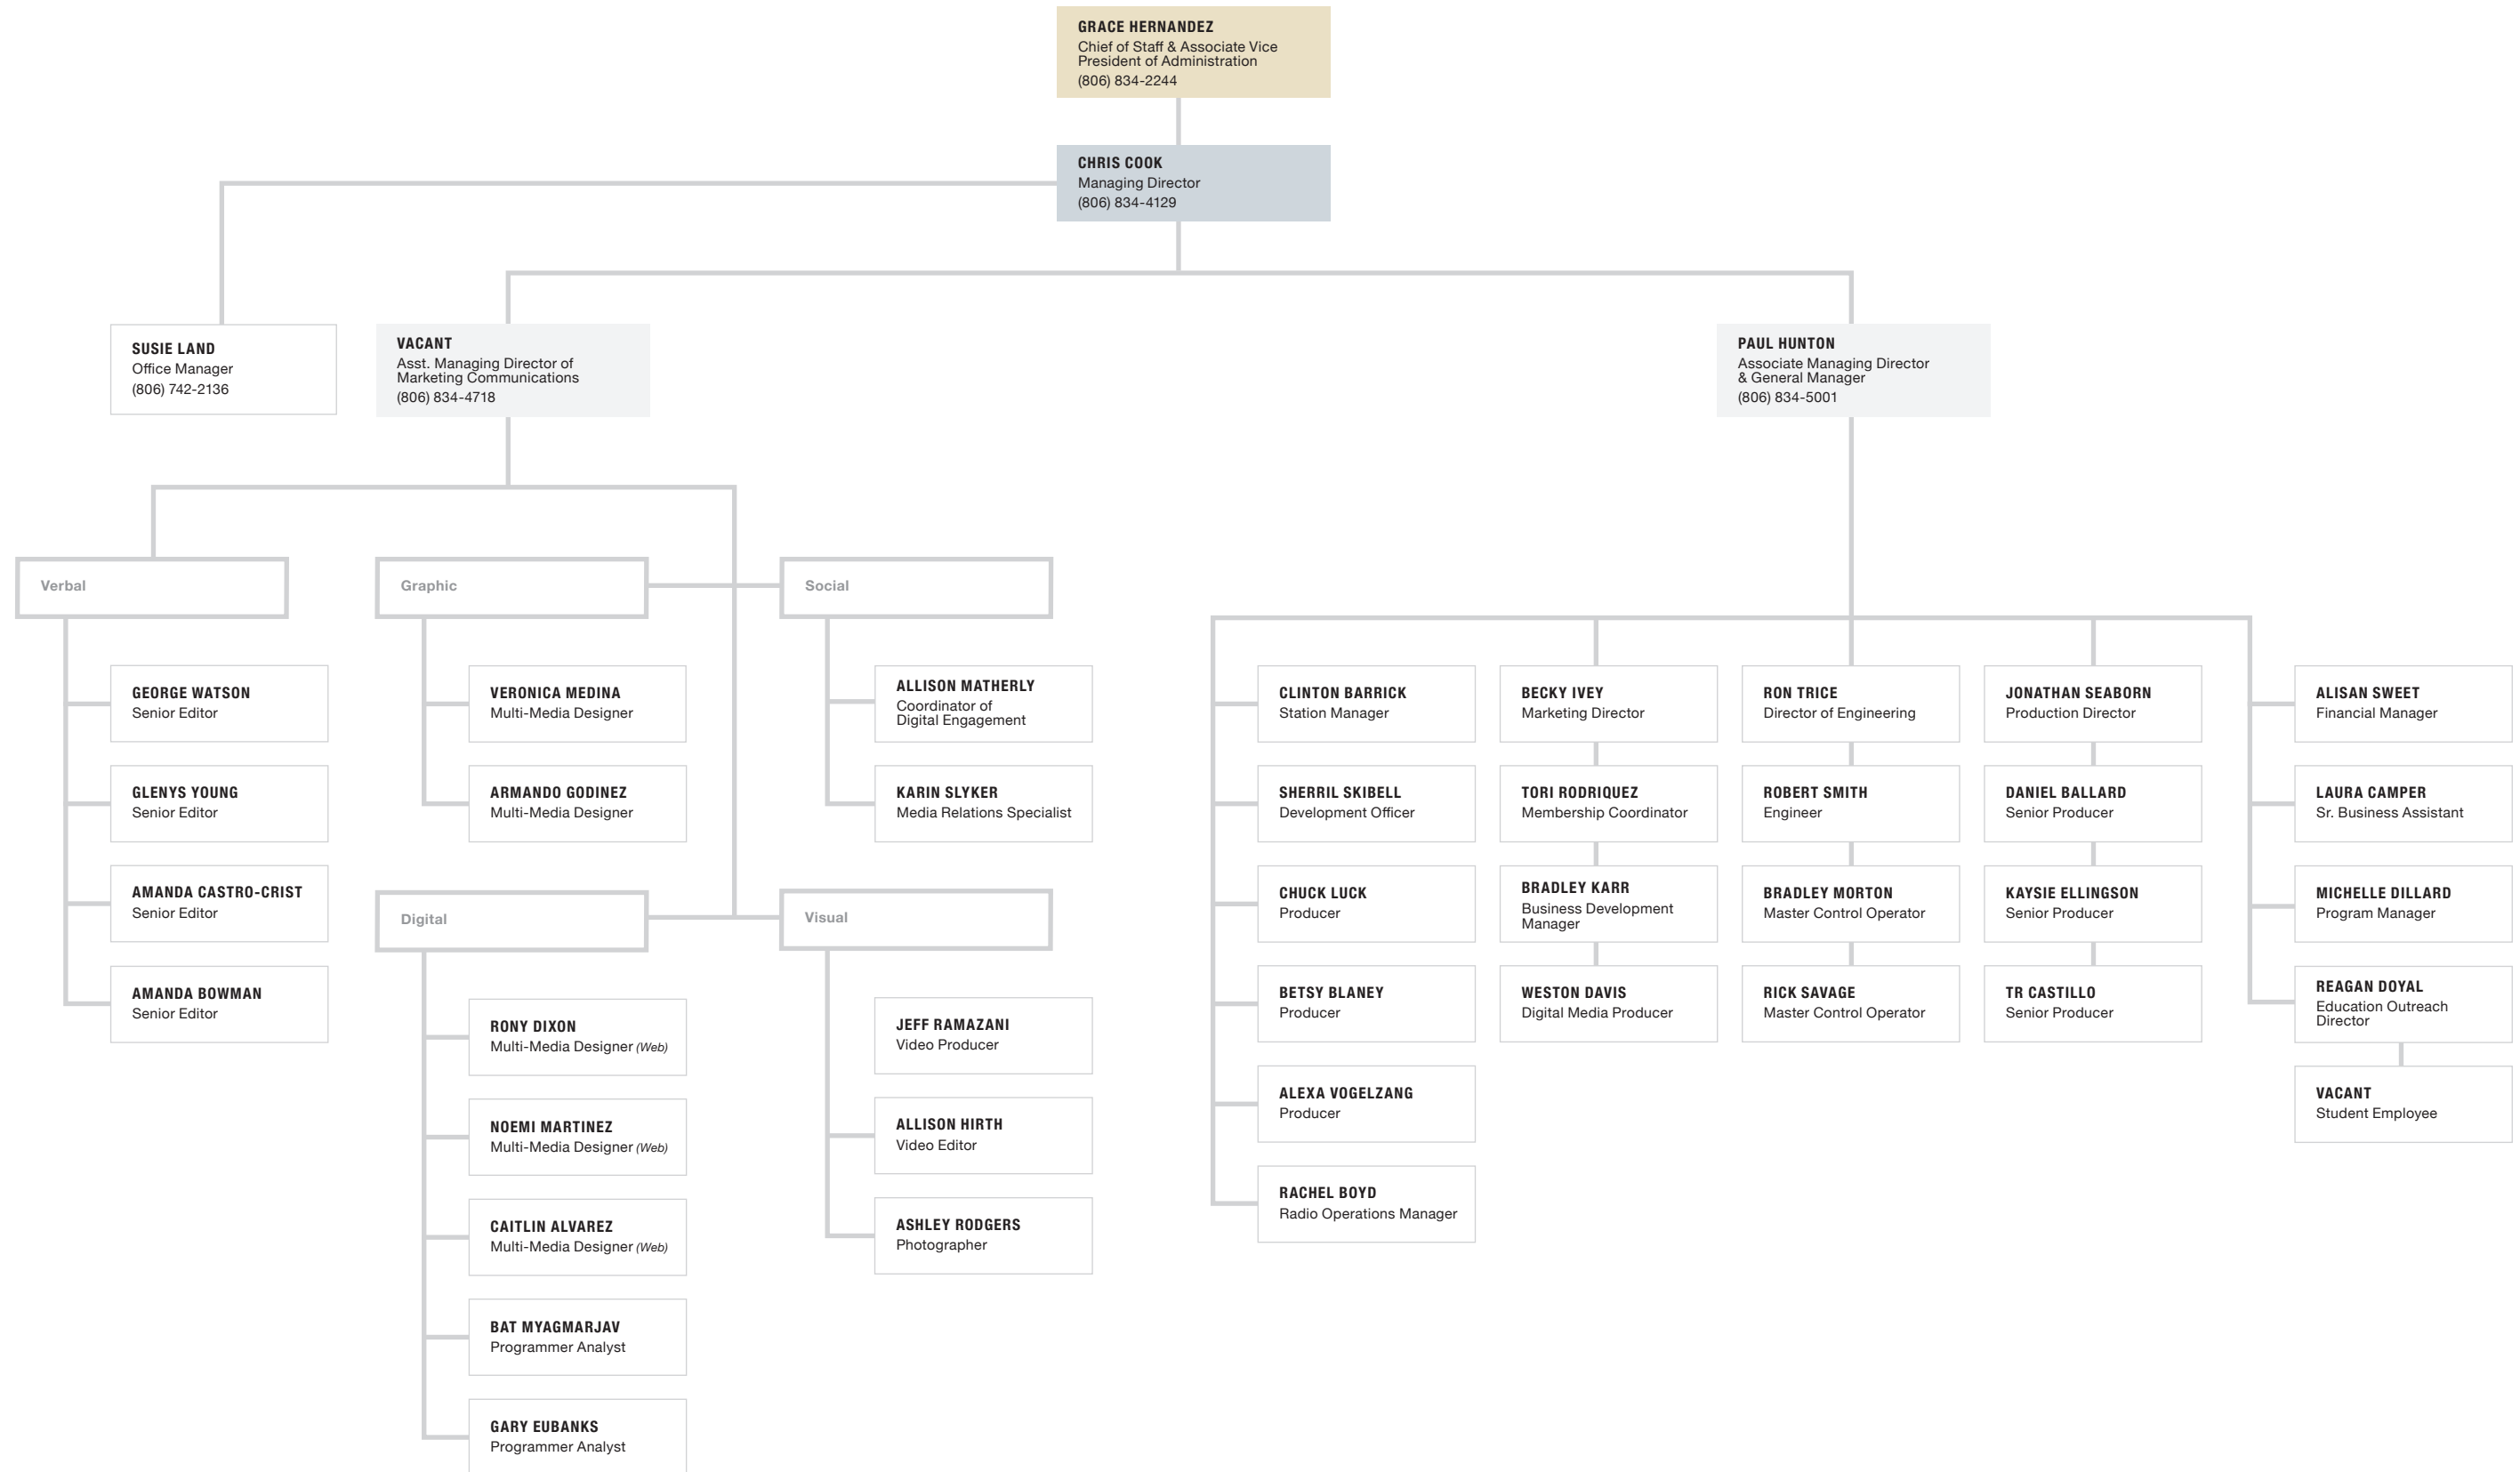 GRACE HERNANDEZ
Chief of Staff & Associate Vice
President of Administration
(806) 834-2244
CHRIS COOK
Managing Director
(806) 834-4129
SUSIE LAND
Office Manager
(806) 742-2136
VACANT
Asst. Managing Director of
Marketing Communications
(806) 834-4718
PAUL HUNTON
Associate Managing Director
& General Manager
(806) 834-5001
Verbal
GEORGE WATSON
Senior Editor
GLENYS YOUNG
Senior Editor
AMANDA CASTRO-CRIST
Senior Editor
AMANDA BOWMAN
Senior Editor
Graphic
VERONICA MEDINA
Multi-Media Designer
ARMANDO GODINEZ
Multi-Media Designer
Social
ALLISON MATHERLY
Coordinator of
Digital Engagement
KARIN SLYKER
Media Relations Specialist
Digital
RONY DIXON
Multi-Media Designer (Web)
NOEMI MARTINEZ
Multi-Media Designer (Web)
CAITLIN ALVAREZ
Multi-Media Designer (Web)
BAT MYAGMARJAV
Programmer Analyst
GARY EUBANKS
Programmer Analyst
Visual
JEFF RAMAZANI
Video Producer
ALLISON HIRTH
Video Editor
ASHLEY RODGERS
Photographer
CLINTON BARRICK
Station Manager
SHERRIL SKIBELL
Development Officer
CHUCK LUCK
Producer
BETSY BLANEY
Producer
ALEXA VOGELZANG
Producer
RACHEL BOYD
Radio Operations Manager
BECKY IVEY
Marketing Director
TORI RODRIQUEZ
Membership Coordinator
BRADLEY KARR
Business Development
Manager
WESTON DAVIS
Digital Media Producer
RON TRICE
Director of Engineering
ROBERT SMITH
Engineer
BRADLEY MORTON
Master Control Operator
RICK SAVAGE
Master Control Operator
JONATHAN SEABORN
Production Director
DANIEL BALLARD
Senior Producer
KAYSIE ELLINGSON
Senior Producer
TR CASTILLO
Senior Producer
ALISAN SWEET
Financial Manager
LAURA CAMPER
Sr. Business Assistant
MICHELLE DILLARD
Program Manager
REAGAN DOYAL
Education Outreach
Director
VACANT
Student Employee